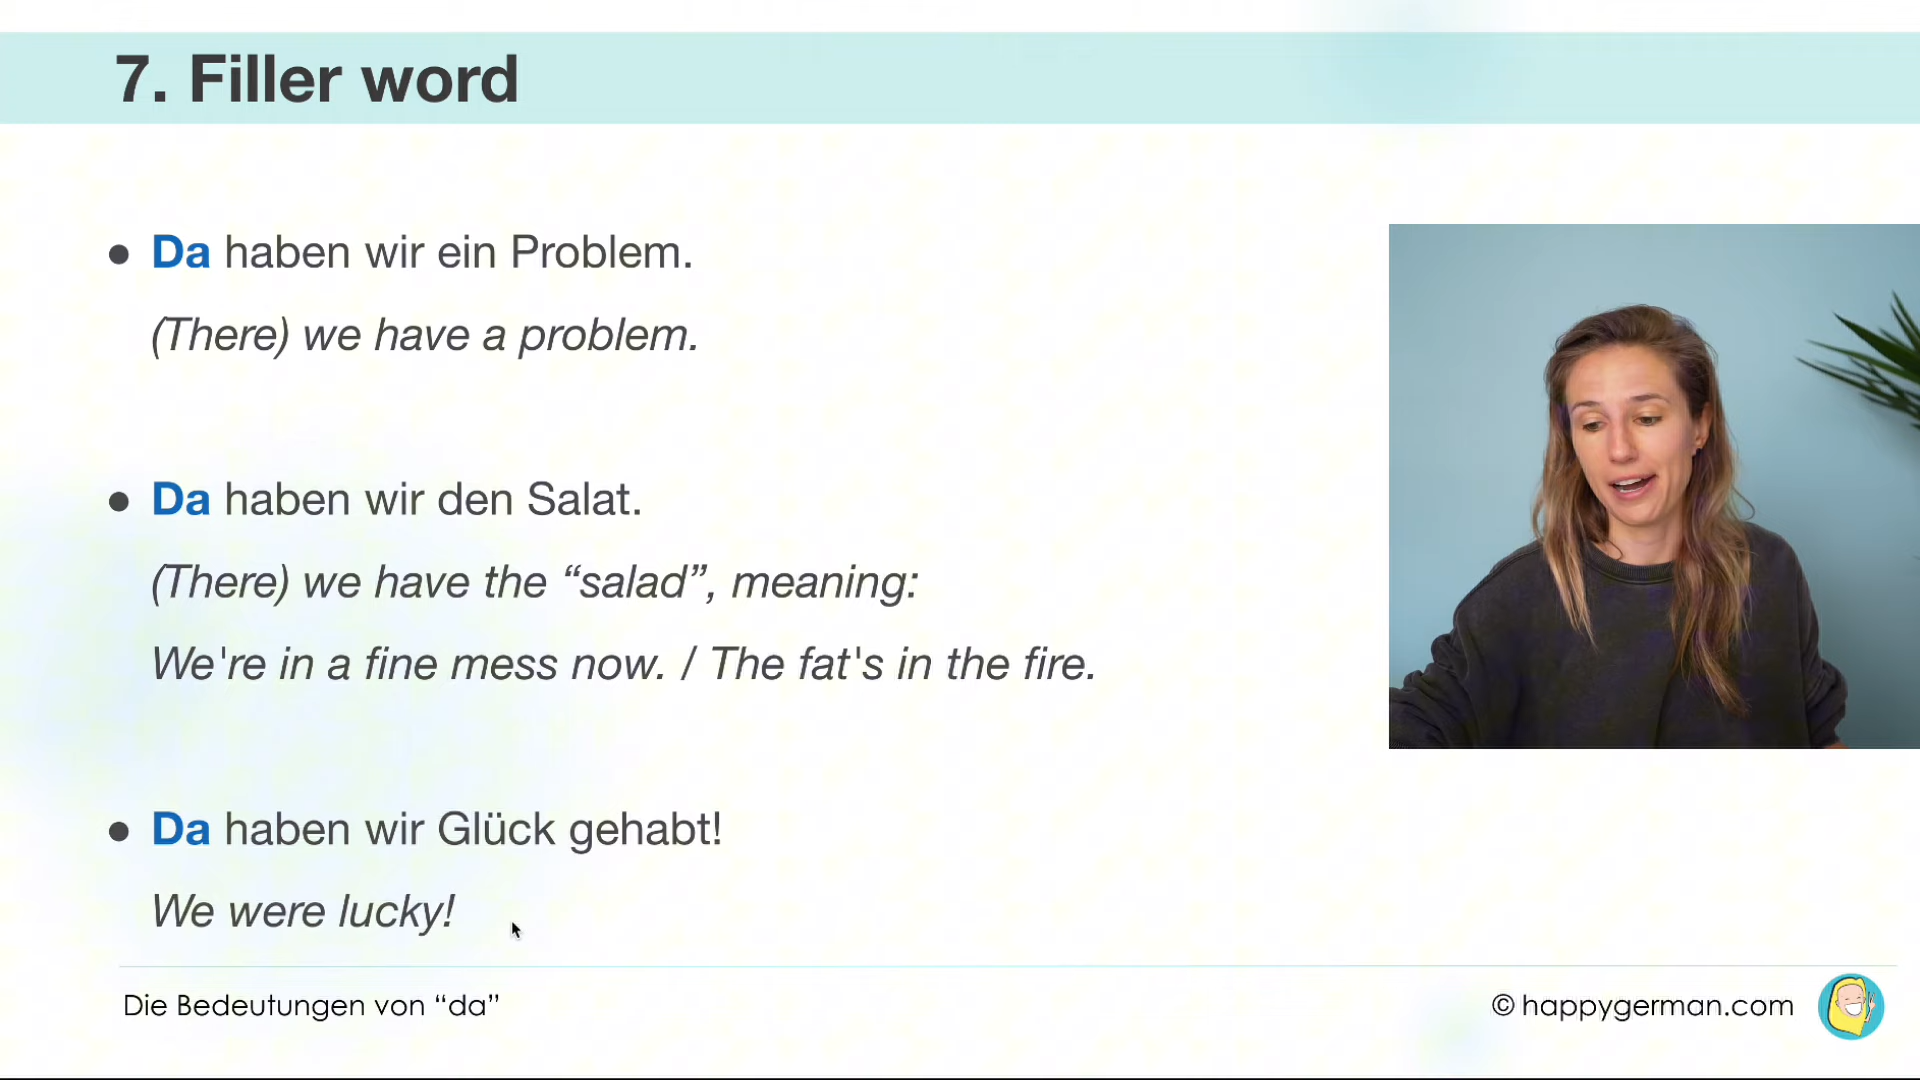 7. Filler word
● Da haben wir ein Problem.
(There) we have a problem.
● Da haben wir den Salat.
(There) we have the “salad”, meaning:
We're in a fine mess now. / The fat's in the fire.
● Da haben wir Glück gehabt!
We were lucky!
Die Bedeutungen von “da”
© happygerman.com